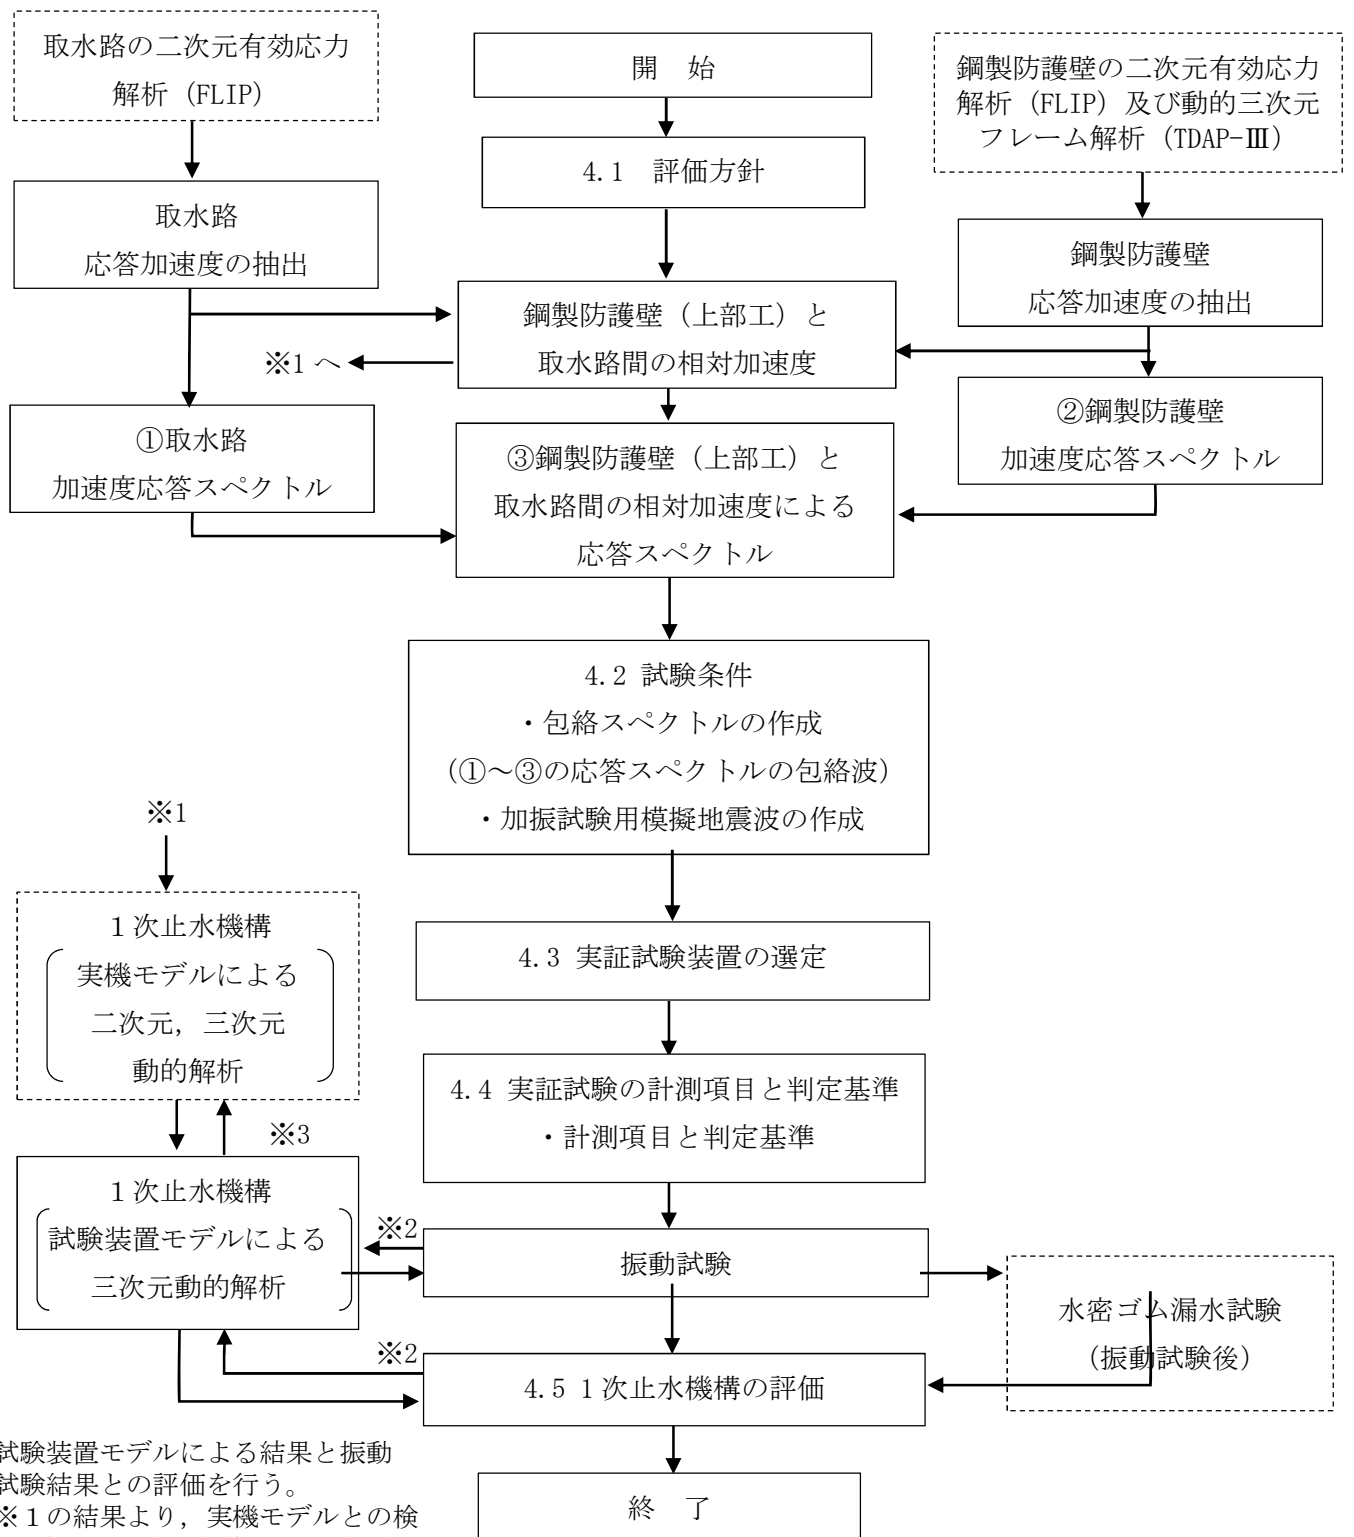 取水路の二次元有効応力
解析（FLIP）
開　始
鋼製防護壁の二次元有効応力
解析（FLIP）及び動的三次元
フレーム解析（TDAP-Ⅲ）
4.1　評価方針
取水路
応答加速度の抽出
鋼製防護壁
応答加速度の抽出
鋼製防護壁（上部工）と
取水路間の相対加速度
※1 へ
①取水路
加速度応答スペクトル
②鋼製防護壁
加速度応答スペクトル
③鋼製防護壁（上部工）と
取水路間の相対加速度による
応答スペクトル
4.2 試験条件
・包絡スペクトルの作成
（①～③の応答スペクトルの包絡波）
・加振試験用模擬地震波の作成
※1
１次止水機構
実機モデルによる
二次元，三次元
動的解析
4.3 実証試験装置の選定
4.4 実証試験の計測項目と判定基準
・計測項目と判定基準
※3
１次止水機構
試験装置モデルによる
三次元動的解析
※2
振動試験
水密ゴム漏水試験
（振動試験後）
※2
4.5 １次止水機構の評価
試験装置モデルによる結果と振動
試験結果との評価を行う。
※１の結果より，実機モデルとの検
終　了